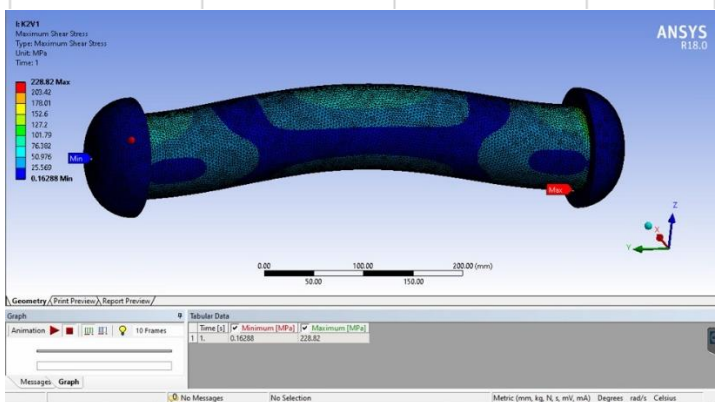 I: K2V1
Maximum Shear Stress
Type: Maximum Shear Stress
Unit: MPa
Time: 1
228.82 Max
203.42
178.01
152.6
127.2
101.79
76.382
50.976
25.569
0.16288 Min
ANSYS
R18.0
Min
Max
Z
X
Y
0.00 100.00 200.00 (mm)
50.00 150.00
Geometry Print Preview Report Preview
Graph
Animation 10 Frames
Messages Graph
Tabular Data
Time [s] Minimum [MPa] Maximum [MPa]
1 1. 0.16288 228.82
No Messages No Selection Metric (mm, kg, N, s, mV, mA) Degrees rad/s Celsius